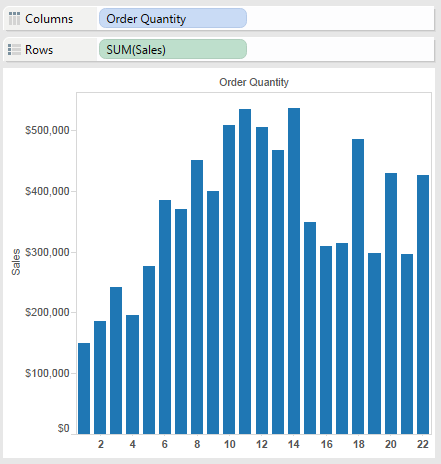 Columns Order Quantity
Rows SUM(Sales)
Order Quantity
$500,000
$400,000
$300,000
$200,000
$100,000
$0
Sales
2 4 6 8 10 12 14 16 18 20 22